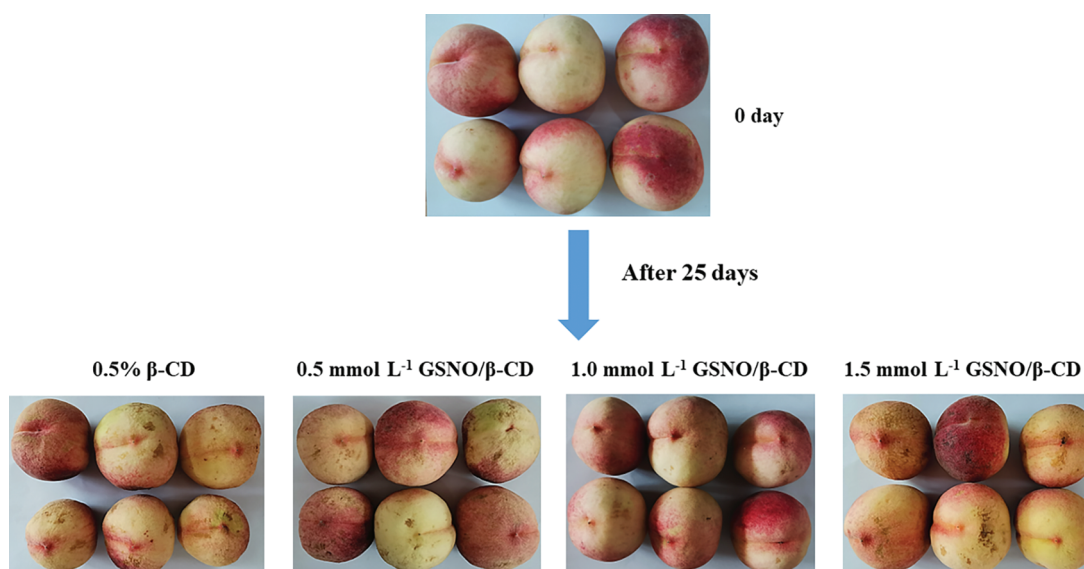 0 day
After 25 days
0.5% β-CD
0.5 mmol L⁻¹ GSNO/β-CD
1.0 mmol L⁻¹ GSNO/β-CD
1.5 mmol L⁻¹ GSNO/β-CD